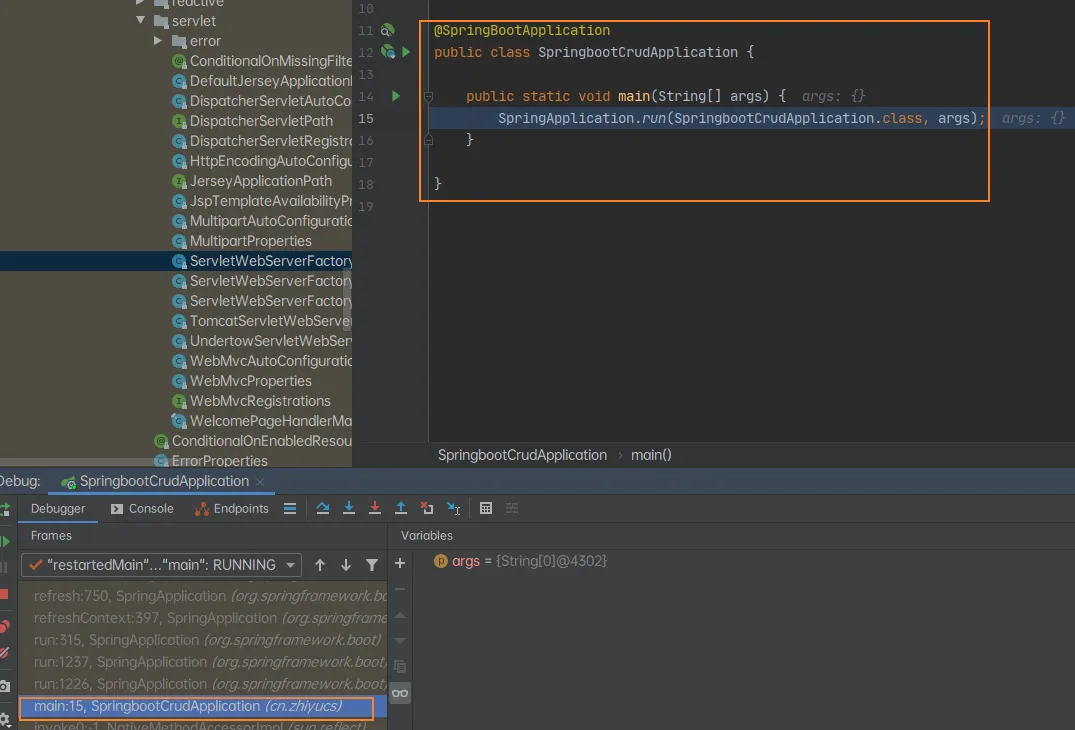 reactive
servlet
error
ConditionalOnMissingFilte
DefaultJerseyApplication
DispatcherServletAutoCo
DispatcherServletPath
DispatcherServletRegistr
HttpEncodingAutoConfigu
JerseyApplicationPath
JspTemplateAvailabilityPr
MultipartAutoConfiguratio
MultipartProperties
ServletWebServerFactory
ServletWebServerFactory
ServletWebServerFactory
TomcatServletWebServe
UndertowServletWebServ
WebMvcAutoConfiguratio
WebMvcProperties
WebMvcRegistrations
WelcomePageHandlerMa
ConditionalOnEnabledResou
ErrorProperties
10
11 @SpringBootApplication
12 public class SpringbootCrudApplication {
13
14 public static void main(String[] args) { args: {}
15 SpringApplication.run(SpringbootCrudApplication.class, args); args: {}
16 }
17
18 }
19
SpringbootCrudApplication › main()
Debug: SpringbootCrudApplication
Debugger Console Endpoints
Frames
Variables
"restartedMain"..."main": RUNNING
refresh:750, SpringApplication (org.springframework.bo
refreshContext:397, SpringApplication (org.springframe
run:315, SpringApplication (org.springframework.boot)
run:1237, SpringApplication (org.springframework.boot
run:1226, SpringApplication (org.springframework.boot
main:15, SpringbootCrudApplication (cn.zhiyucs)
invoke0:-1, NativeMethodAccessorImpl (sun.reflect)
args = {String[0]@4302}